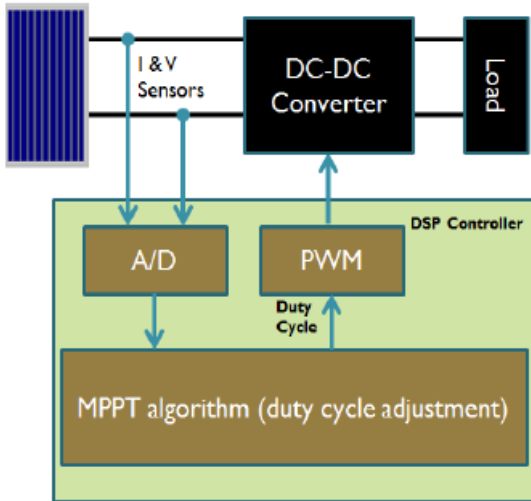 I & V
Sensors
DC-DC
Converter
Load
DSP Controller
A/D
PWM
Duty
Cycle
MPPT algorithm (duty cycle adjustment)